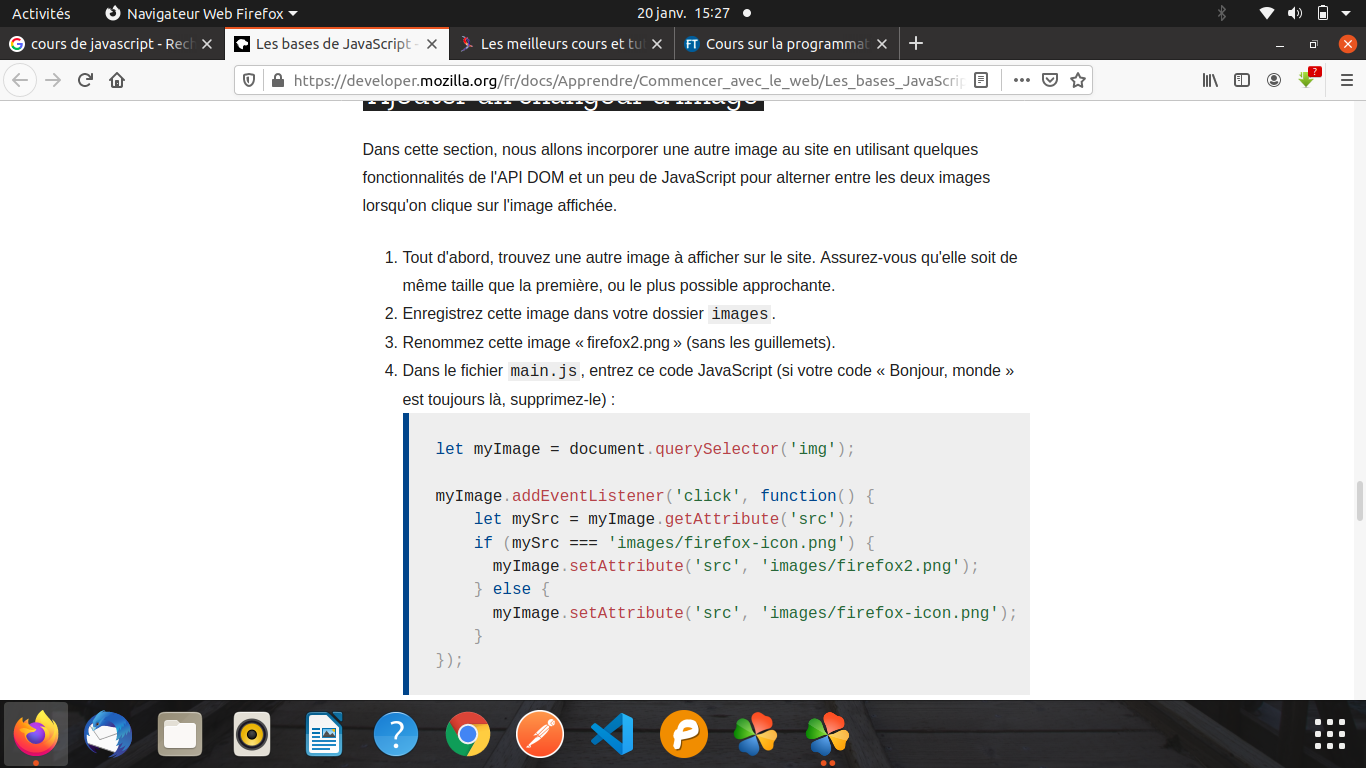 Activités
Navigateur Web Firefox
20 janv. 15:27
cours de javascript - Rech
Les bases de JavaScript -
Les meilleurs cours et tut
FT Cours sur la programmat
https://developer.mozilla.org/fr/docs/Apprendre/Commencer_avec_le_web/Les_bases_JavaScrip
?
Ajouter un changeur d'image
Dans cette section, nous allons incorporer une autre image au site en utilisant quelques
fonctionnalités de l'API DOM et un peu de JavaScript pour alterner entre les deux images
lorsqu'on clique sur l'image affichée.
1. Tout d'abord, trouvez une autre image à afficher sur le site. Assurez-vous qu'elle soit de
même taille que la première, ou le plus possible approchante.
2. Enregistrez cette image dans votre dossier images.
3. Renommez cette image « firefox2.png » (sans les guillemets).
4. Dans le fichier main.js, entrez ce code JavaScript (si votre code « Bonjour, monde »
est toujours là, supprimez-le) :
let myImage = document.querySelector('img');
myImage.addEventListener('click', function() {
    let mySrc = myImage.getAttribute('src');
    if (mySrc === 'images/firefox-icon.png') {
      myImage.setAttribute('src', 'images/firefox2.png');
    } else {
      myImage.setAttribute('src', 'images/firefox-icon.png');
    }
});
?
P